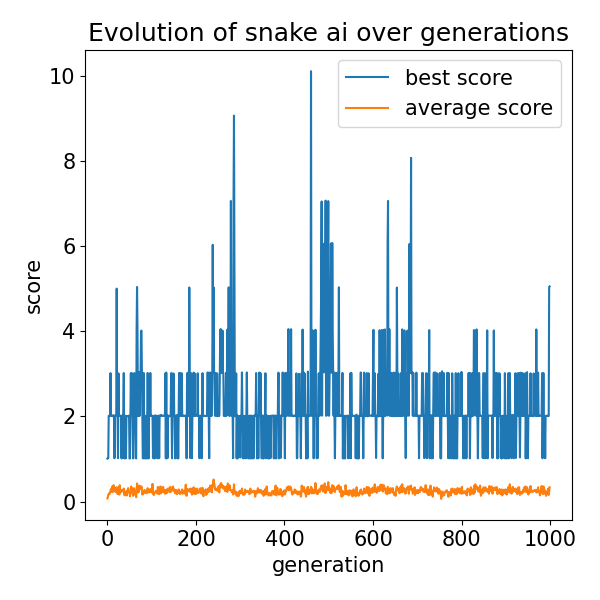 Evolution of snake ai over generations
best score
average score
10
8
6
4
2
0
score
0 200 400 600 800 1000
generation